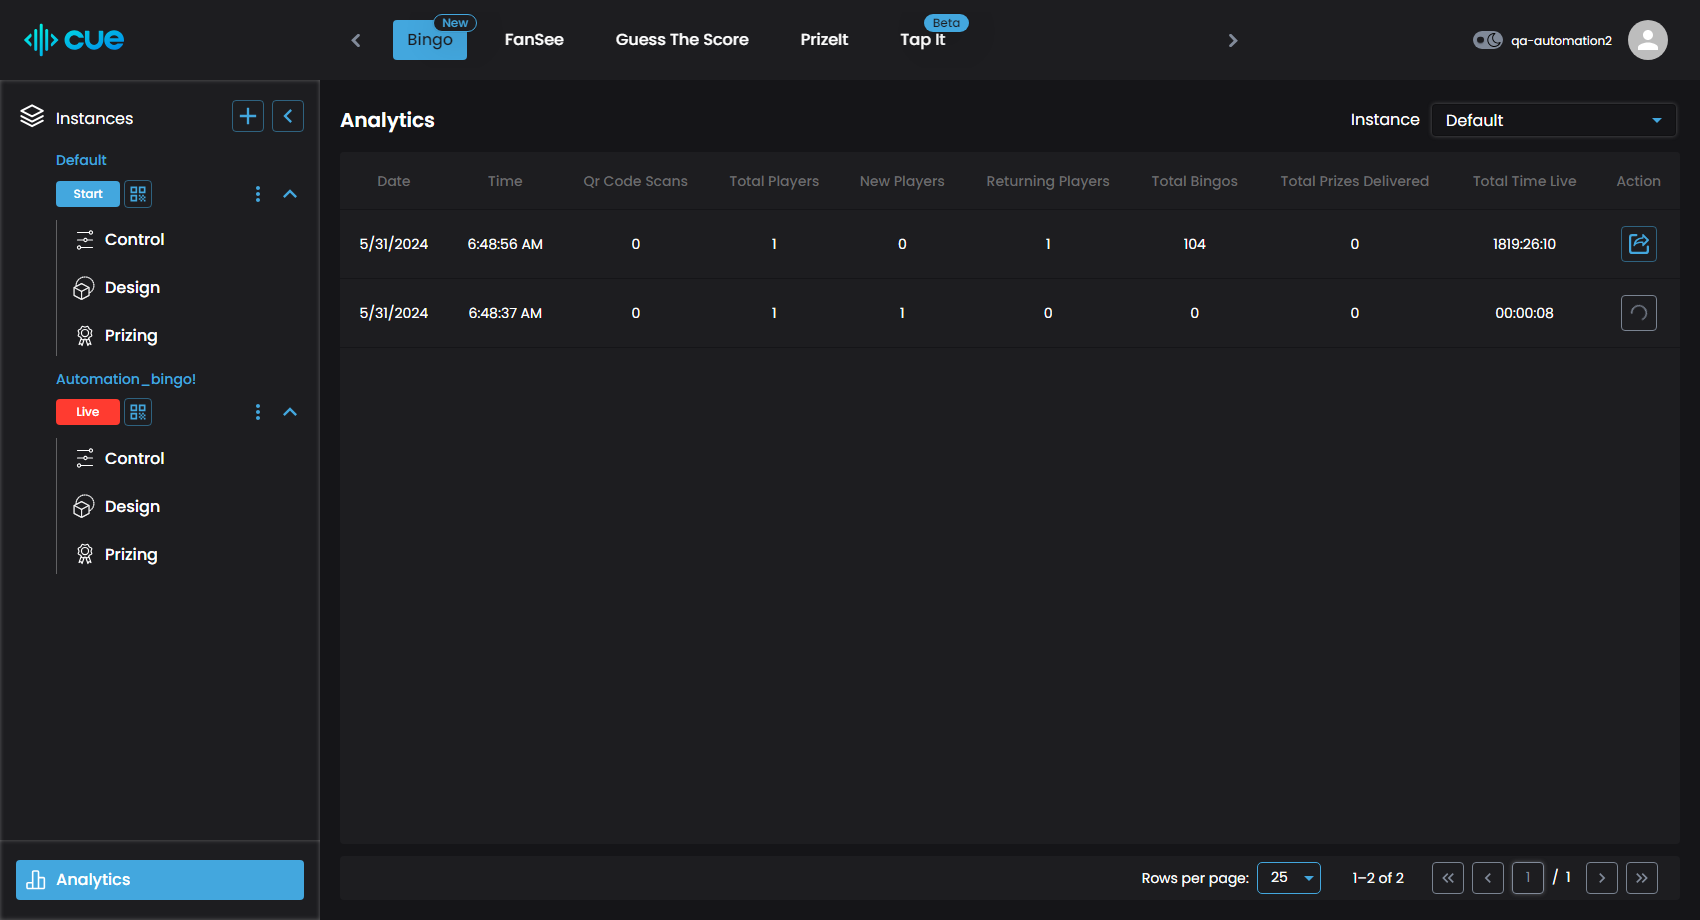 cue
Bingo New FanSee Guess The Score PrizeIt Tap It Beta
qa-automation2
Instances
Default
Start
Control
Design
Prizing
Automation_bingo!
Live
Control
Design
Prizing
Analytics
Analytics
Instance Default
Date Time Qr Code Scans Total Players New Players Returning Players Total Bingos Total Prizes Delivered Total Time Live Action
5/31/2024 6:48:56 AM 0 1 0 1 104 0 1819:26:10
5/31/2024 6:48:37 AM 0 1 1 0 0 0 00:00:08
Rows per page: 25 1–2 of 2 1 / 1